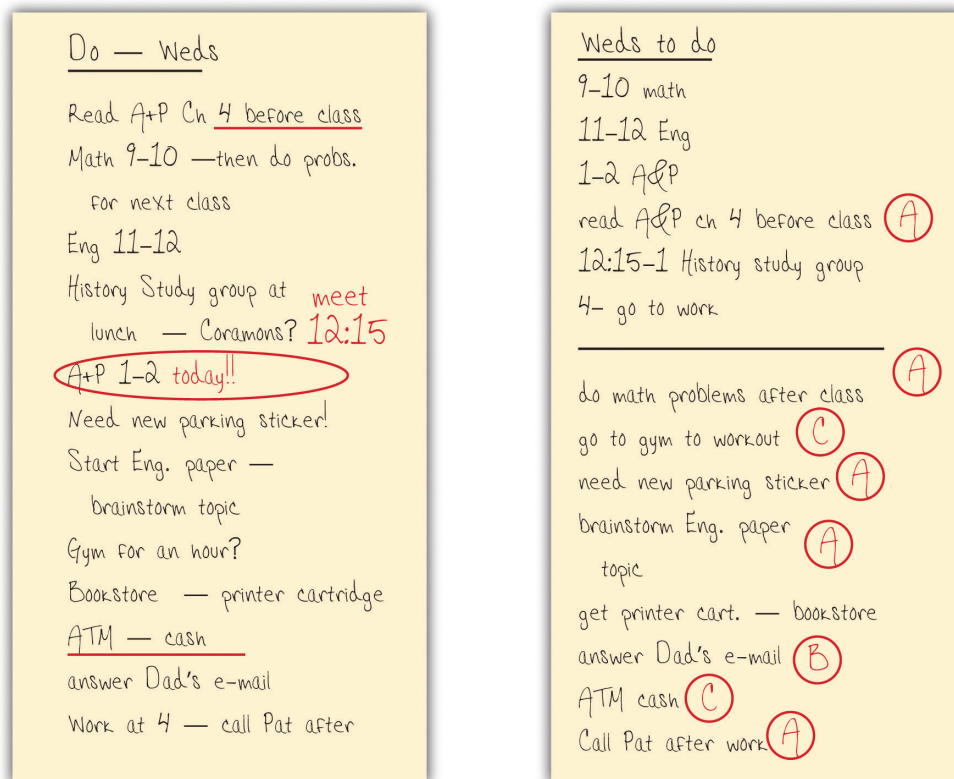 Do — Weds
Read A+P Ch 4 before class
Math 9–10 — then do probs.
for next class
Eng 11–12
History Study group at meet
lunch — Coramons? 12:15
A+P 1–2 today!!
Need new parking sticker!
Start Eng. paper —
brainstorm topic
Gym for an hour?
Bookstore — printer cartridge
ATM — cash
answer Dad's e-mail
Work at 4 — call Pat after
Weds to do
9–10 math
11–12 Eng
1–2 A&P
read A&P ch 4 before class A
12:15–1 History study group
4– go to work
do math problems after class A
go to gym to workout C
need new parking sticker A
brainstorm Eng. paper A
topic
get printer cart. — bookstore
answer Dad's e-mail B
ATM cash C
Call Pat after work A